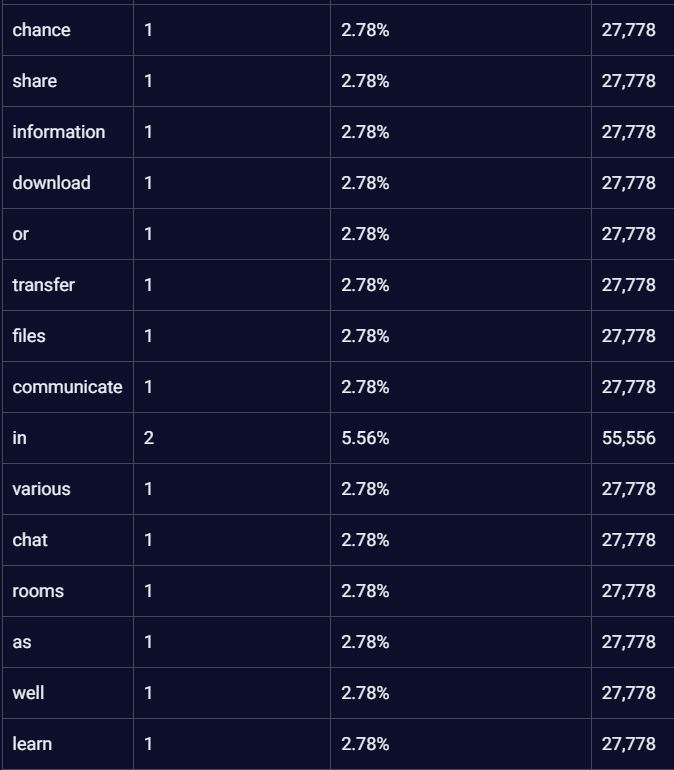 chance 1 2.78% 27,778
share 1 2.78% 27,778
information 1 2.78% 27,778
download 1 2.78% 27,778
or 1 2.78% 27,778
transfer 1 2.78% 27,778
files 1 2.78% 27,778
communicate 1 2.78% 27,778
in 2 5.56% 55,556
various 1 2.78% 27,778
chat 1 2.78% 27,778
rooms 1 2.78% 27,778
as 1 2.78% 27,778
well 1 2.78% 27,778
learn 1 2.78% 27,778